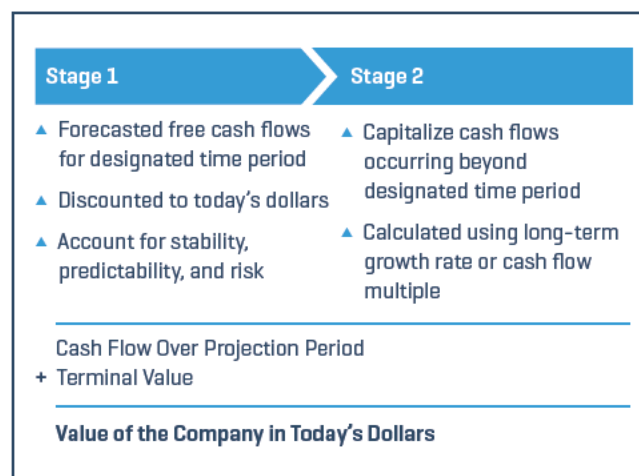 Stage 1
Forecasted free cash flows
for designated time period
Discounted to today's dollars
Account for stability,
predictability, and risk
Stage 2
Capitalize cash flows
occurring beyond
designated time period
Calculated using long-term
growth rate or cash flow
multiple
Cash Flow Over Projection Period
+ Terminal Value
Value of the Company in Today's Dollars